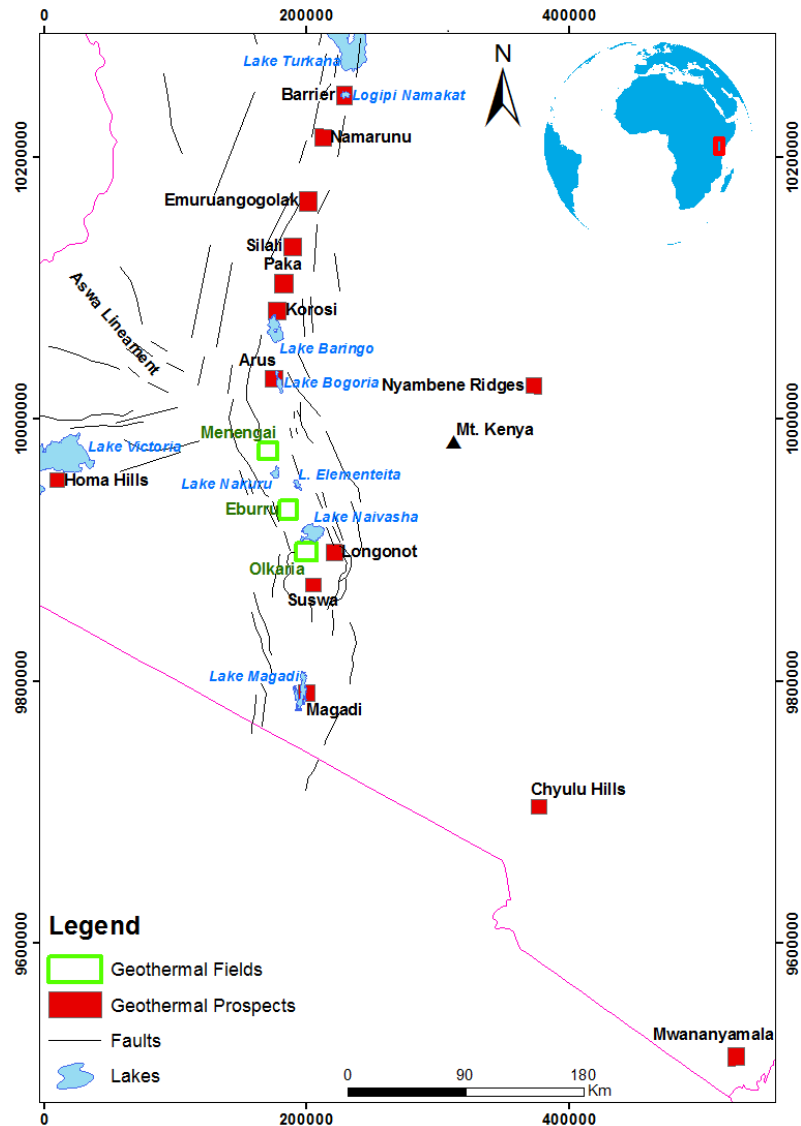 0
200000
400000
N
Lake Turkana
Barrier
Logipi Namakat
Namarunu
10200000
10200000
Emuruangogolak
Silali
Paka
Aswa Lineament
Korosi
Lake Baringo
Arus
Lake Bogoria
Nyambene Ridges
10000000
10000000
Menengai
Mt. Kenya
Lake Victoria
L. Elementeita
Homa Hills
Lake Nakuru
Eburru
Lake Naivasha
Longonot
Olkaria
Suswa
Lake Magadi
9800000
9800000
Magadi
Chyulu Hills
Legend
9600000
9600000
Geothermal Fields
Geothermal Prospects
Faults
Lakes
Mwananyamala
0
90
180
Km
0
200000
400000